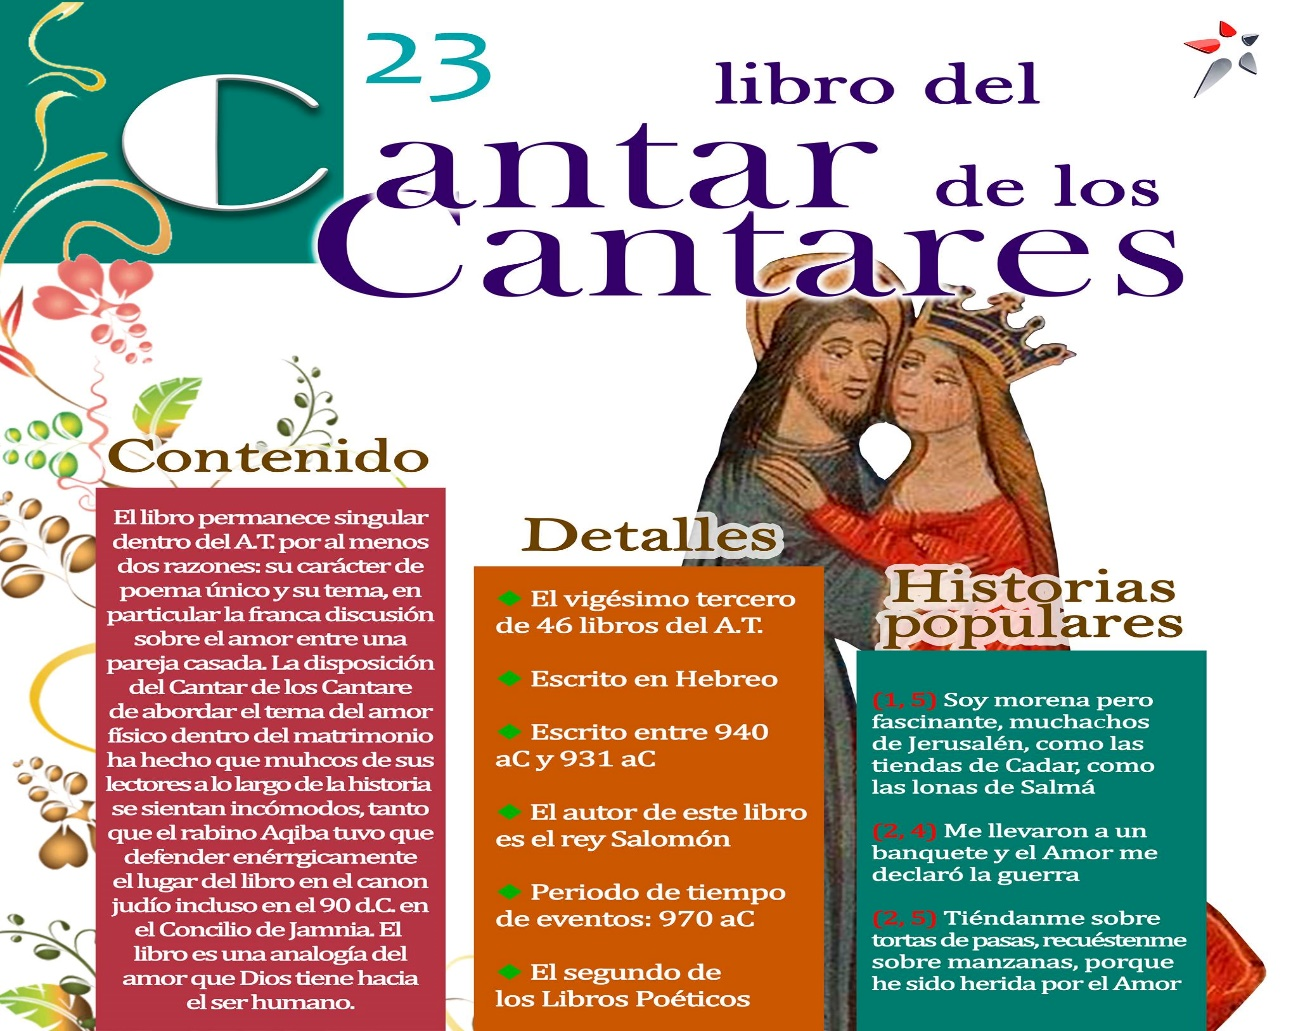 23
libro del
Cantar de los
Cantares
Contenido
El libro permanece singular
dentro del A.T. por al menos
dos razones: su carácter de
poema único y su tema, en
particular la franca discusión
sobre el amor entre una
pareja casada. La disposición
del Cantar de los Cantare
de abordar el tema del amor
físico dentro del matrimonio
ha hecho que muhcos de sus
lectores a lo largo de la historia
se sientan incómodos, tanto
que el rabino Aqiba tuvo que
defender enérrgicamente
el lugar del libro en el canon
judío incluso en el 90 d.C. en
el Concilio de Jamnia. El
libro es una analogía del
amor que Dios tiene hacia
el ser humano.
Detalles
El vigésimo tercero
de 46 libros del A.T.
Escrito en Hebreo
Escrito entre 940
aC y 931 aC
El autor de este libro
es el rey Salomón
Periodo de tiempo
de eventos: 970 aC
El segundo de
los Libros Poéticos
Historias
populares
(1, 5) Soy morena pero
fascinante, muchachos
de Jerusalén, como las
tiendas de Cadar, como
las lonas de Salmá
(2, 4) Me llevaron a un
banquete y el Amor me
declaró la guerra
(2, 5) Tiéndanme sobre
tortas de pasas, recuéstenme
sobre manzanas, porque
he sido herida por el Amor